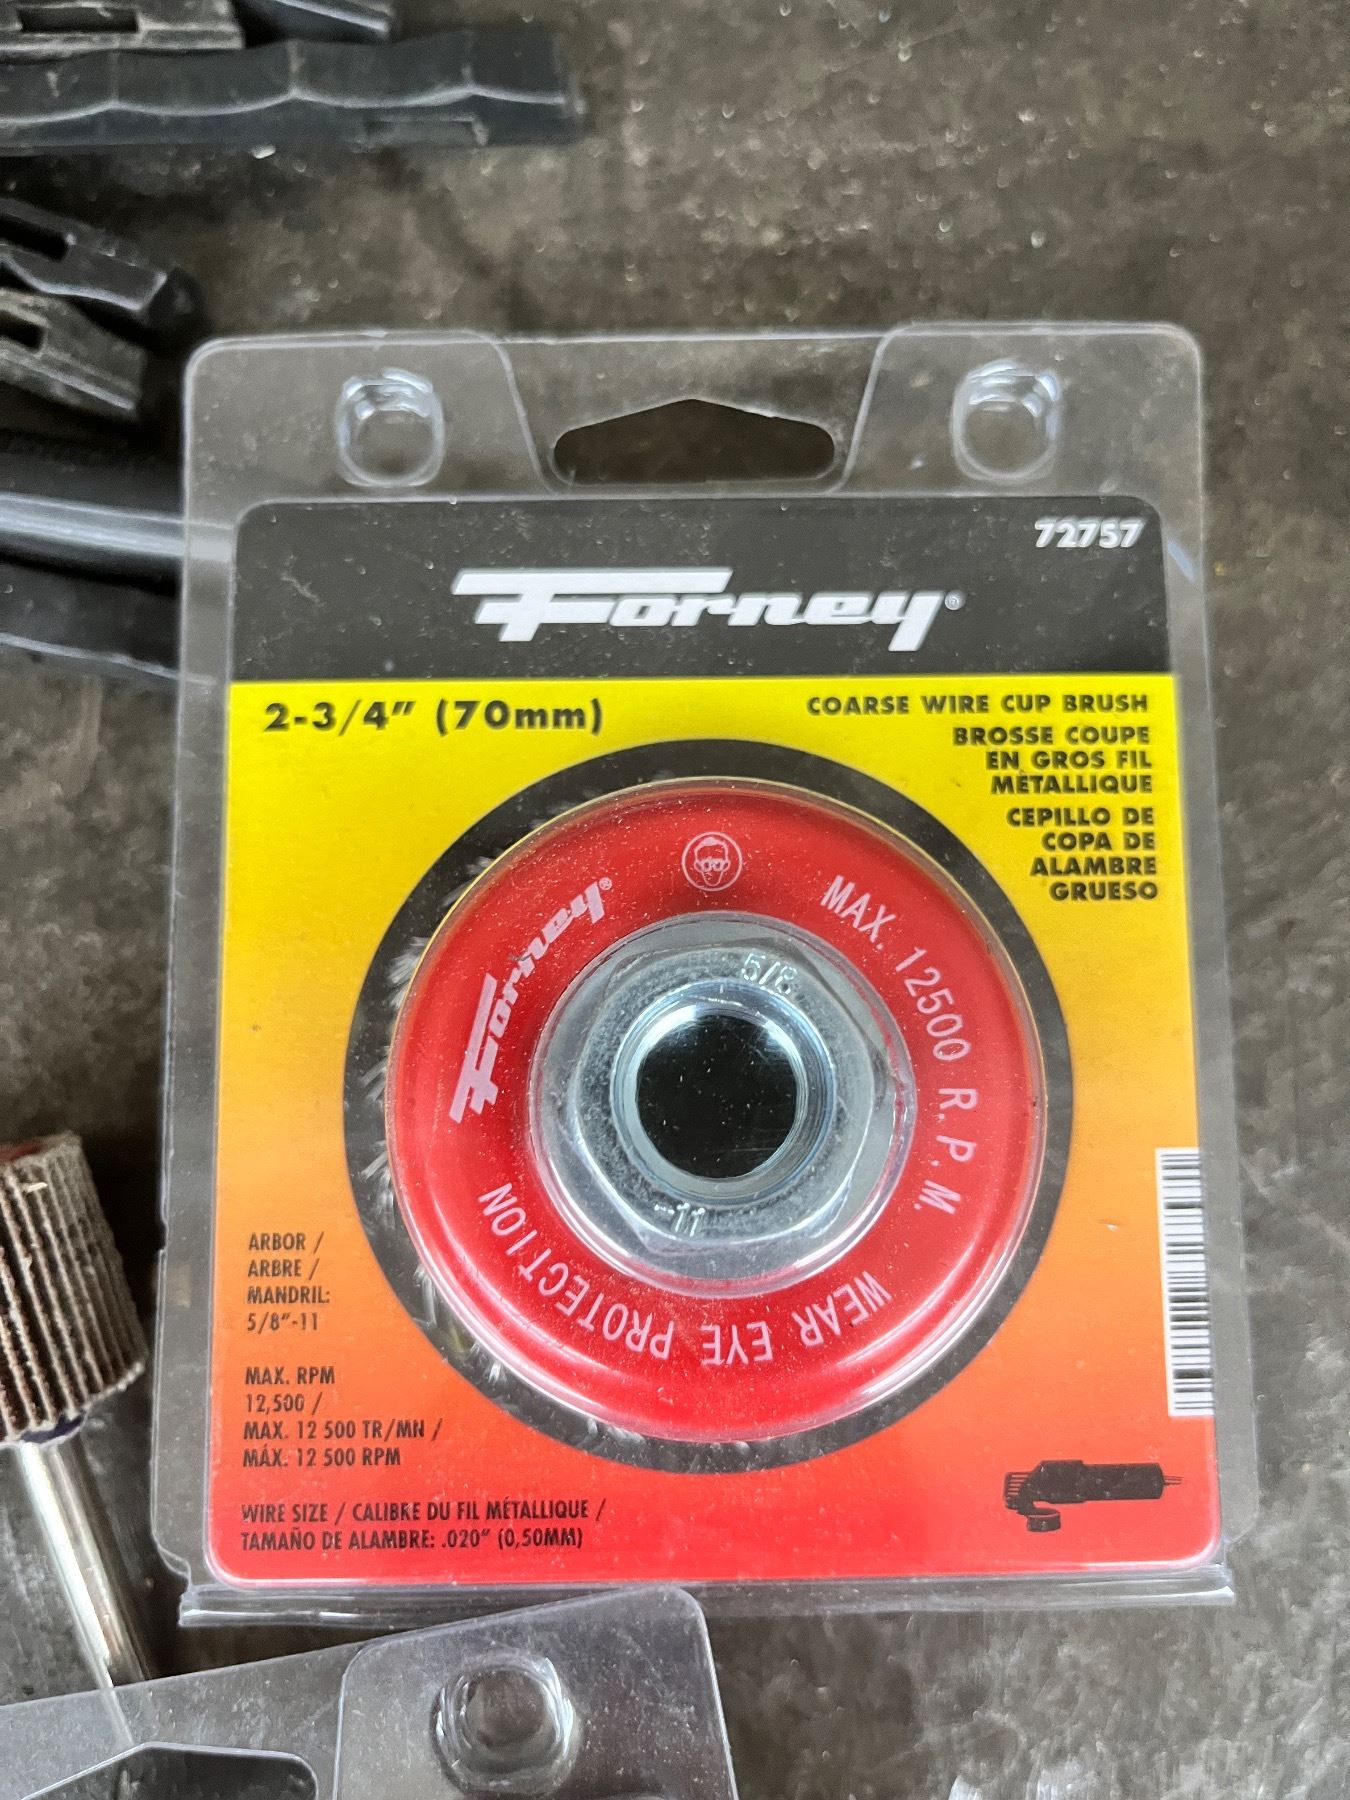 72757
Forney®
2-3/4" (70mm)
COARSE WIRE CUP BRUSH
BROSSE COUPE
EN GROS FIL
MÉTALLIQUE
CEPILLO DE
COPA DE
ALAMBRE
GRUESO
Forney®
MAX. 12500 R.P.M.
WEAR EYE PROTECTION
5/8
-11
ARBOR /
ARBRE /
MANDRIL:
5/8"-11
MAX. RPM
12,500 /
MAX. 12 500 TR/MN /
MÁX. 12 500 RPM
WIRE SIZE / CALIBRE DU FIL MÉTALLIQUE /
TAMAÑO DE ALAMBRE: .020" (0,50MM)